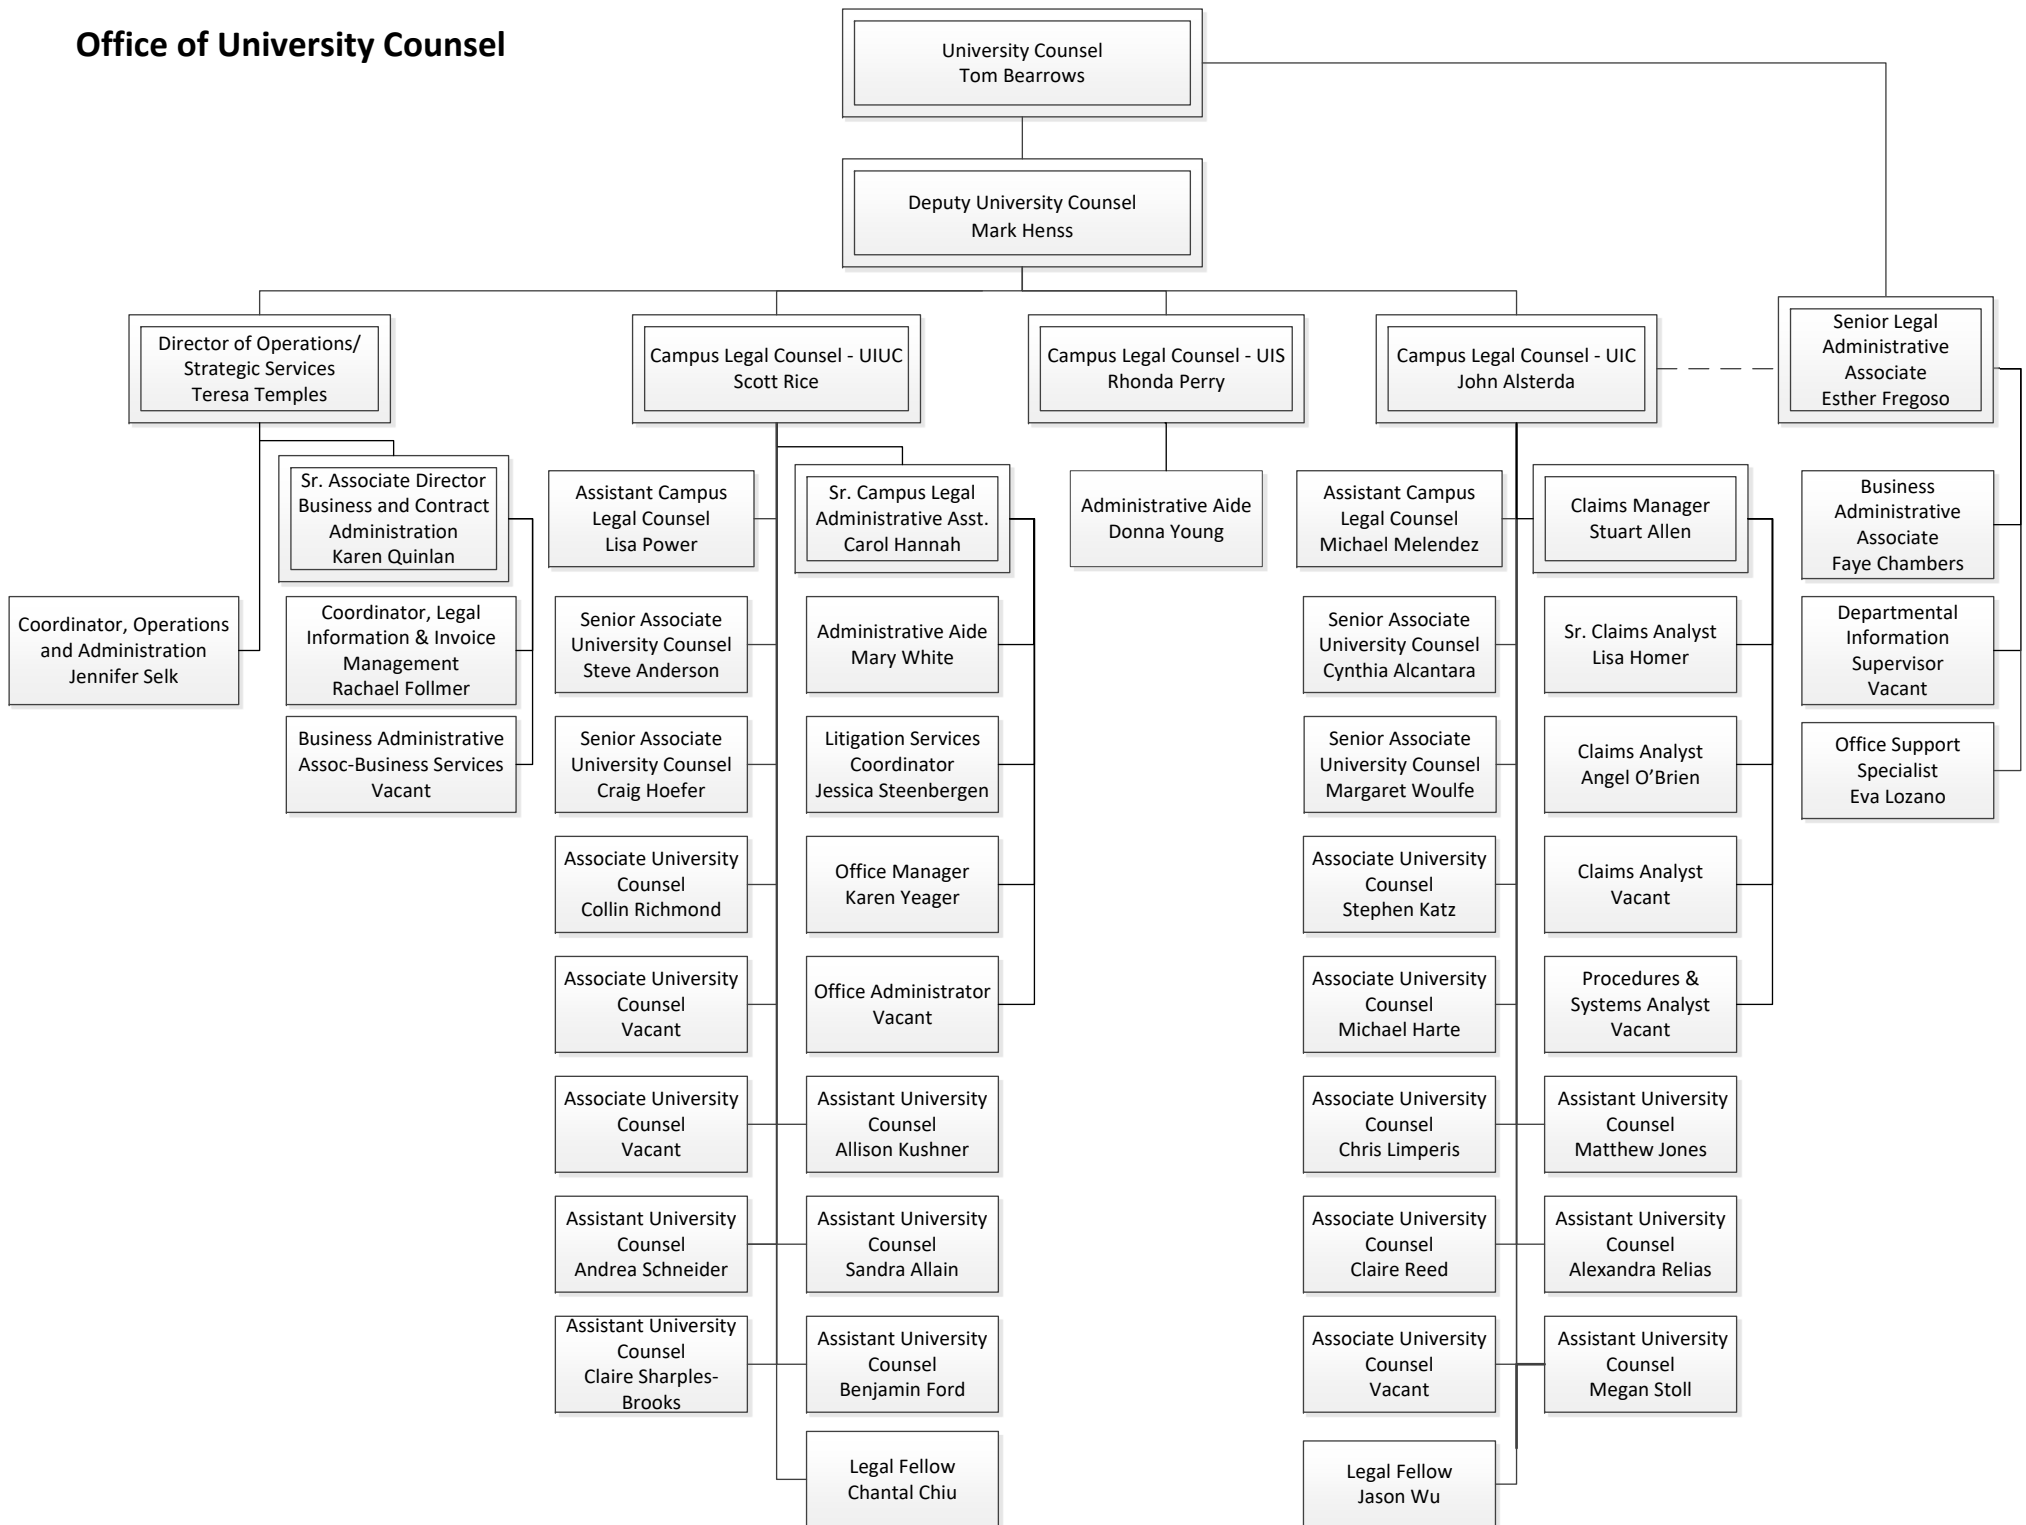 Office of University Counsel
University Counsel
Tom Bearrows
Deputy University Counsel
Mark Henss
Director of Operations/
Strategic Services
Teresa Temples
Campus Legal Counsel - UIUC
Scott Rice
Campus Legal Counsel - UIS
Rhonda Perry
Campus Legal Counsel - UIC
John Alsterda
Senior Legal
Administrative
Associate
Esther Fregoso
Sr. Associate Director
Business and Contract
Administration
Karen Quinlan
Coordinator, Operations
and Administration
Jennifer Selk
Coordinator, Legal
Information & Invoice
Management
Rachael Follmer
Business Administrative
Assoc-Business Services
Vacant
Assistant Campus
Legal Counsel
Lisa Power
Sr. Campus Legal
Administrative Asst.
Carol Hannah
Senior Associate
University Counsel
Steve Anderson
Administrative Aide
Mary White
Senior Associate
University Counsel
Craig Hoefer
Litigation Services
Coordinator
Jessica Steenbergen
Associate University
Counsel
Collin Richmond
Office Manager
Karen Yeager
Associate University
Counsel
Vacant
Office Administrator
Vacant
Associate University
Counsel
Vacant
Assistant University
Counsel
Allison Kushner
Assistant University
Counsel
Andrea Schneider
Assistant University
Counsel
Sandra Allain
Assistant University
Counsel
Claire Sharples-
Brooks
Assistant University
Counsel
Benjamin Ford
Legal Fellow
Chantal Chiu
Administrative Aide
Donna Young
Assistant Campus
Legal Counsel
Michael Melendez
Claims Manager
Stuart Allen
Senior Associate
University Counsel
Cynthia Alcantara
Sr. Claims Analyst
Lisa Homer
Senior Associate
University Counsel
Margaret Woulfe
Claims Analyst
Angel O’Brien
Associate University
Counsel
Stephen Katz
Claims Analyst
Vacant
Associate University
Counsel
Michael Harte
Procedures &
Systems Analyst
Vacant
Associate University
Counsel
Chris Limperis
Assistant University
Counsel
Matthew Jones
Associate University
Counsel
Claire Reed
Assistant University
Counsel
Alexandra Relias
Associate University
Counsel
Vacant
Assistant University
Counsel
Megan Stoll
Legal Fellow
Jason Wu
Business
Administrative
Associate
Faye Chambers
Departmental
Information
Supervisor
Vacant
Office Support
Specialist
Eva Lozano